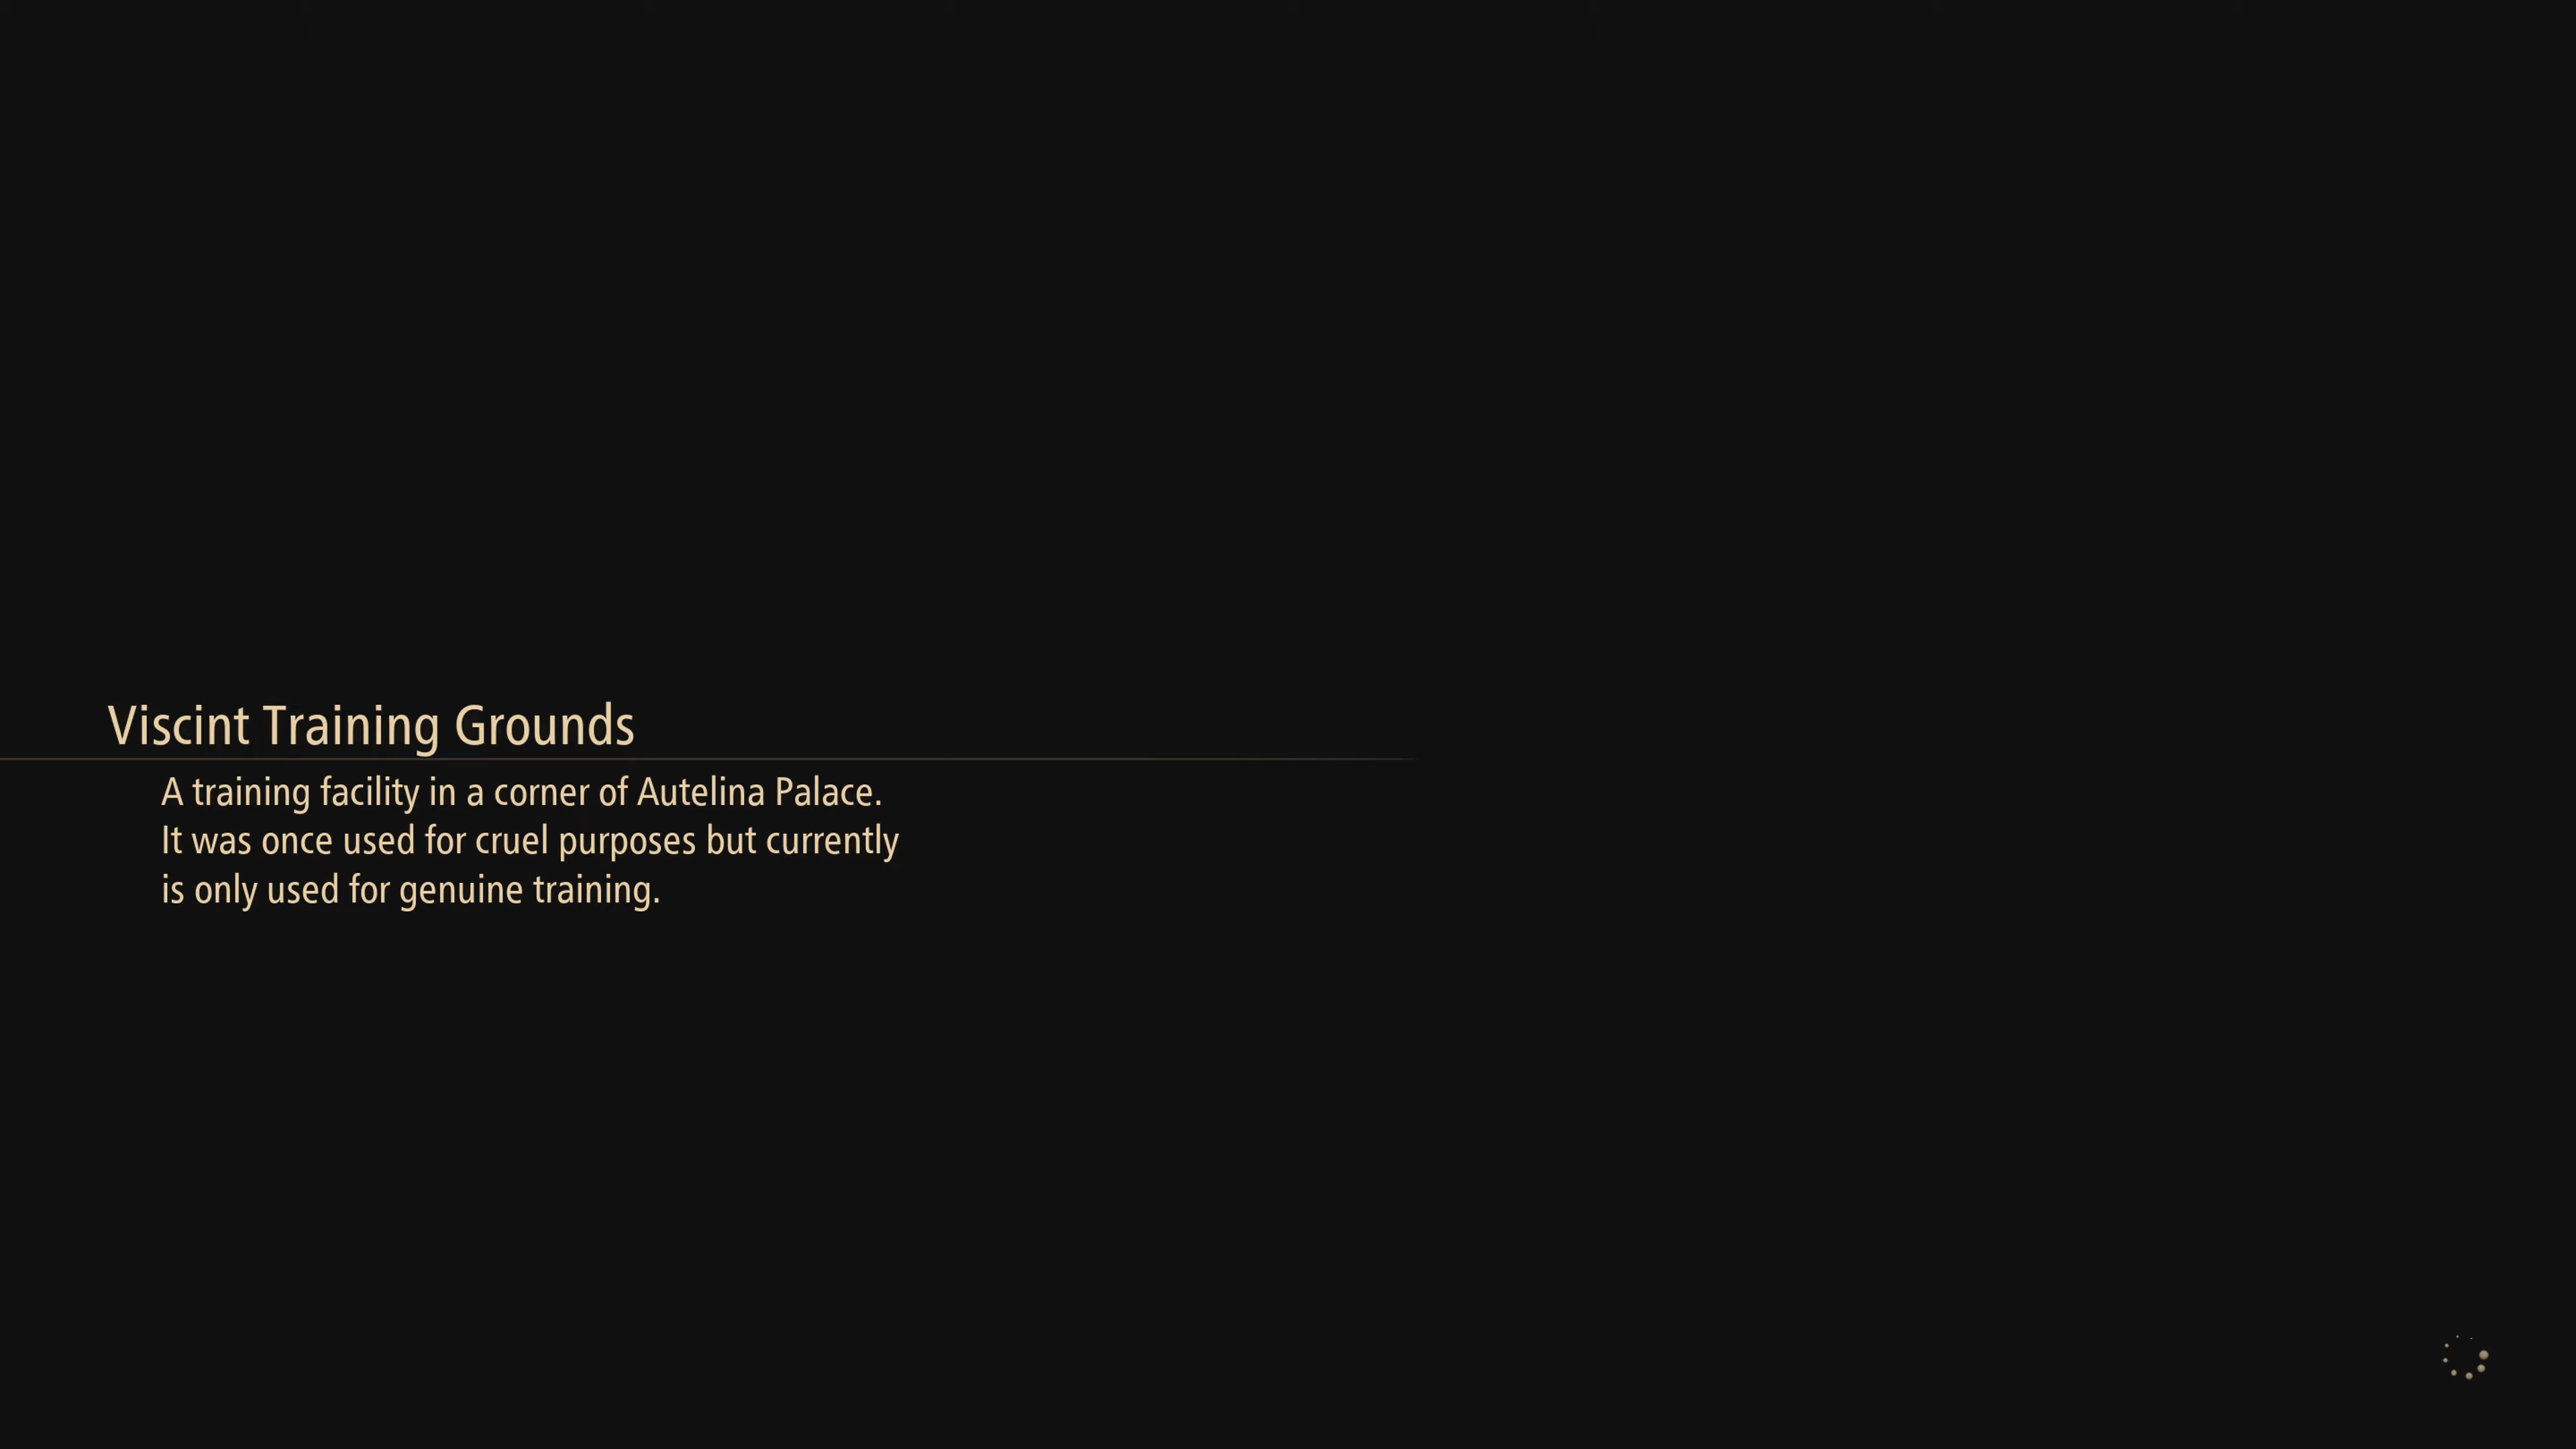 Viscint Training Grounds
A training facility in a corner of Autelina Palace.
It was once used for cruel purposes but currently
is only used for genuine training.